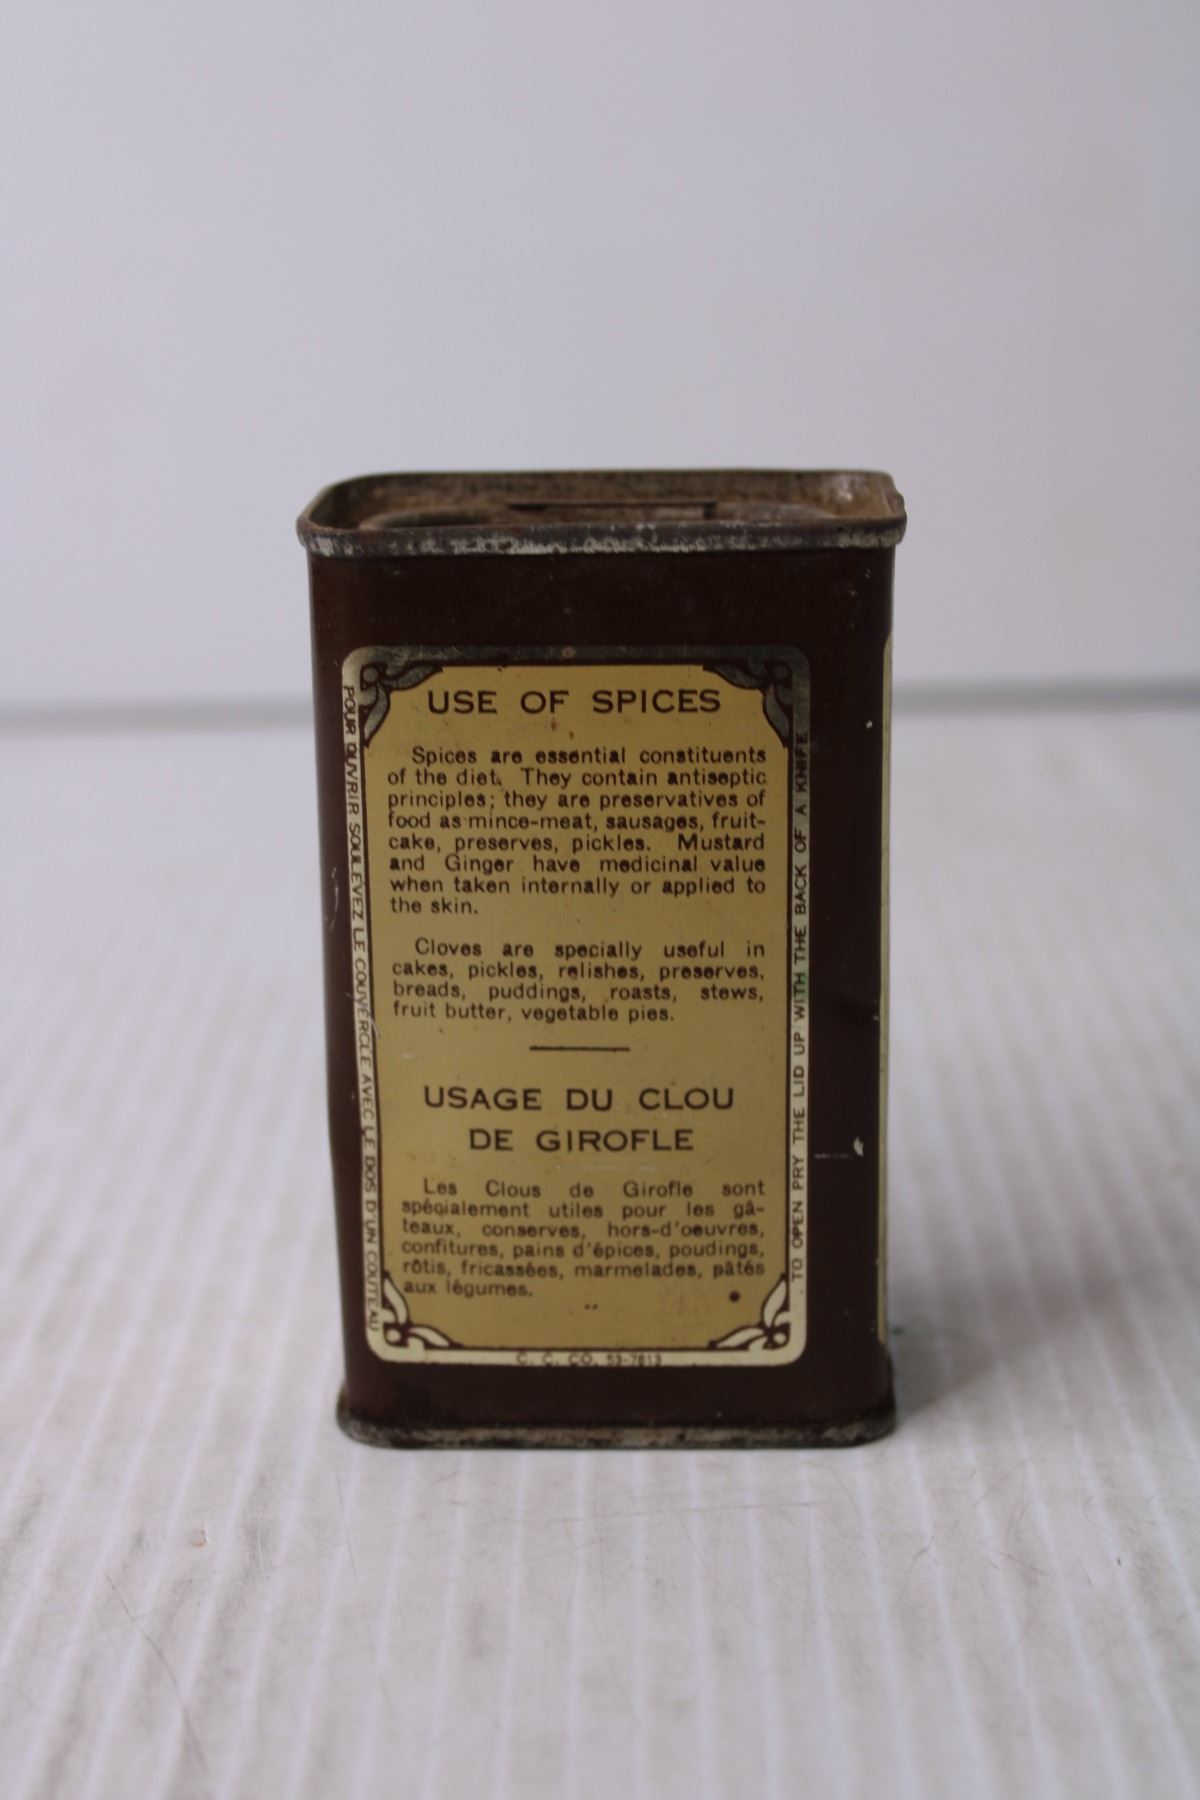 USE OF SPICES
Spices are essential constituents
of the diet. They contain antiseptic
principles; they are preservatives of
food as mince-meat, sausages, fruit-
cake, preserves, pickles. Mustard
and Ginger have medicinal value
when taken internally or applied to
the skin.
Cloves are specially useful in
cakes, pickles, relishes, preserves,
breads, puddings, roasts, stews,
fruit butter, vegetable pies.
USAGE DU CLOU
DE GIROFLE
Les Clous de Girofle sont
spécialement utiles pour les gâ-
teaux, conserves, hors-d'oeuvres,
confitures, pains d'épices, poudings,
rôtis, fricassées, marmelades, pâtés
aux légumes.
POUR OUVRIR SOULEVEZ LE COUVERCLE AVEC LE DOS D'UN COUTEAU
TO OPEN PRY THE LID UP WITH THE BACK OF A KNIFE
C. C. CO. 53-7813